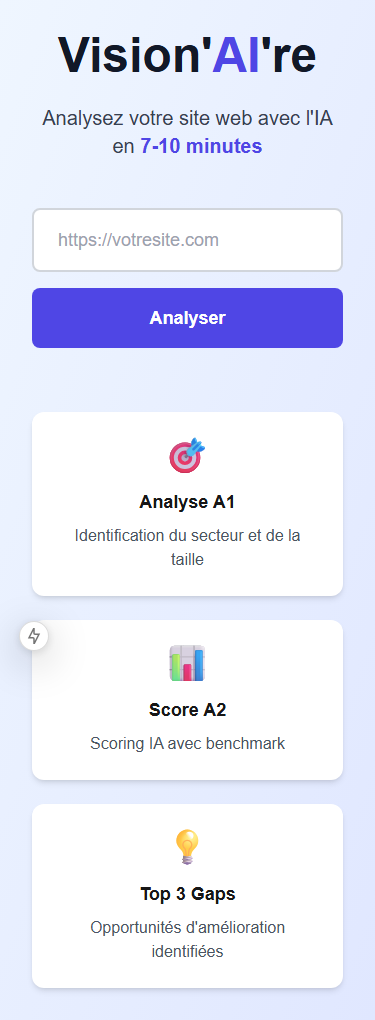 Vision'AI're
Analysez votre site web avec l'IA
en 7-10 minutes
https://votresite.com
Analyser
Analyse A1
Identification du secteur et de la
taille
Score A2
Scoring IA avec benchmark
Top 3 Gaps
Opportunités d'amélioration
identifiées